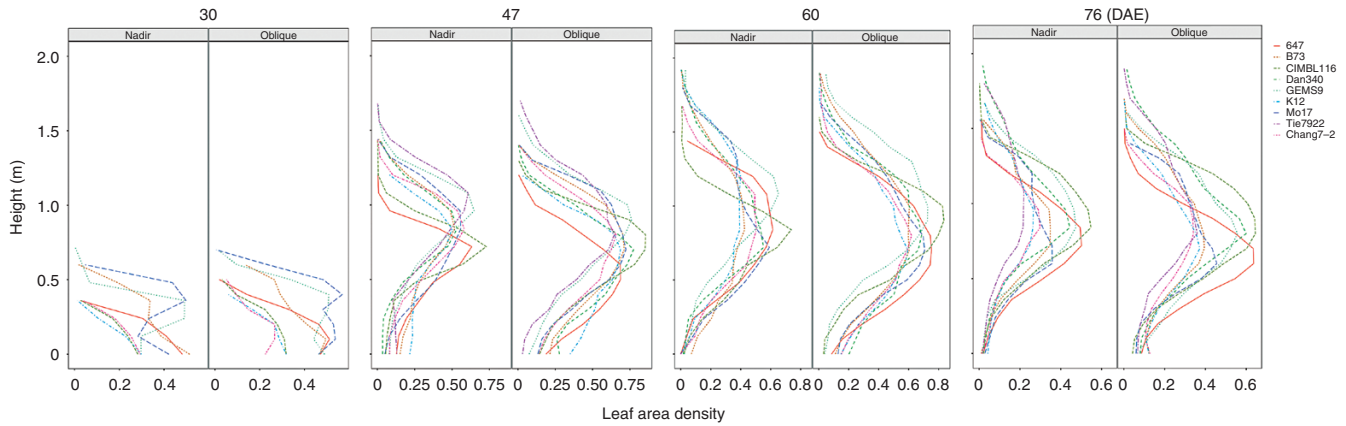 30 47 60 76 (DAE)
Nadir Oblique Nadir Oblique Nadir Oblique Nadir Oblique
2.0
1.5
1.0
0.5
0
Height (m)
0 0.2 0.4 0 0.2 0.4 0 0.25 0.50 0.75 0 0.25 0.50 0.75 0 0.2 0.4 0.6 0.8 0 0.2 0.4 0.6 0.8 0 0.2 0.4 0.6 0 0.2 0.4 0.6
Leaf area density
647
B73
CIMBL116
Dan340
GEMS9
K12
Mo17
Tie7922
Chang7–2